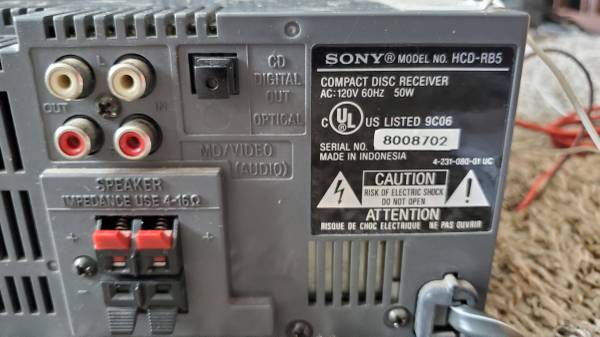 L
OUT
IN
CD
DIGITAL
OUT
OPTICAL
MD/VIDEO
(AUDIO)
SPEAKER
IMPEDANCE USE 4-16Ω
+ +
−
SONY® MODEL NO. HCD-RB5
COMPACT DISC RECEIVER
AC:120V 60HZ 50W
C UL US LISTED 9C06
SERIAL NO. 8008702
MADE IN INDONESIA 4-231-080-01 UC
CAUTION
RISK OF ELECTRIC SHOCK
DO NOT OPEN
ATTENTION
RISQUE DE CHOC ELECTRIQUE NE PAS OUVRIR